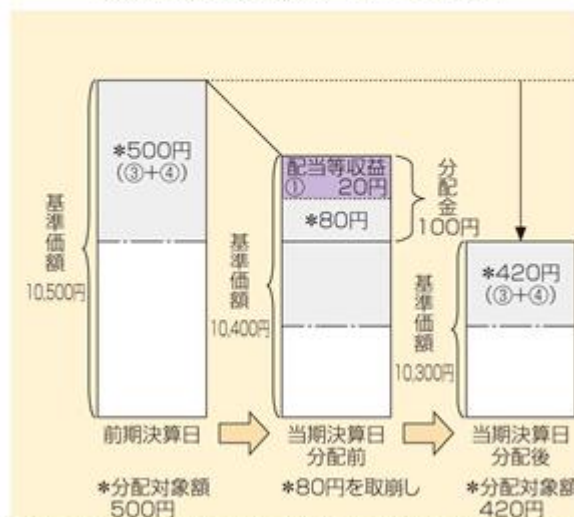 *500円
(③+④)
基準価額
10,500円
配当等収益
① 20円
*80円
分配金
100円
基準価額
10,400円
*420円
(③+④)
基準価額
10,300円
前期決算日
当期決算日
分配前
当期決算日
分配後
*分配対象額
500円
*80円を取崩し
*分配対象額
420円